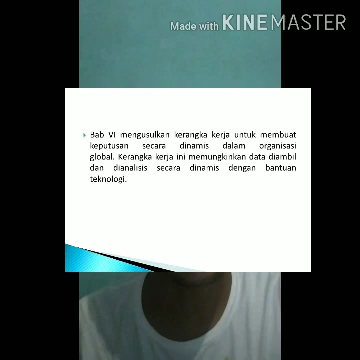 Made with KINEMASTER
Bab VI mengusulkan kerangka kerja untuk membuat
keputusan secara dinamis dalam organisasi
global. Kerangka kerja ini memungkinkan data diambil
dan dianalisis secara dinamis dengan bantuan
teknologi.